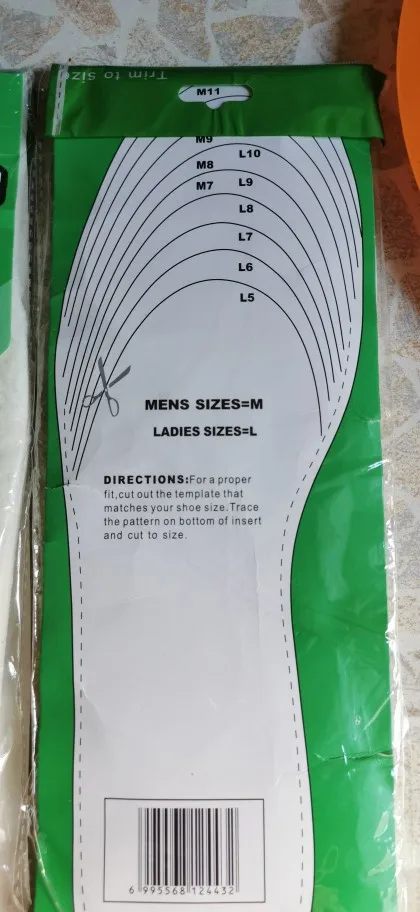 Trim to size
M11
M9
L10
M8
L9
M7
L8
L7
L6
L5
MENS SIZES=M
LADIES SIZES=L
DIRECTIONS:For a proper
fit,cut out the template that
matches your shoe size.Trace
the pattern on bottom of insert
and cut to size.
6 995568 124432